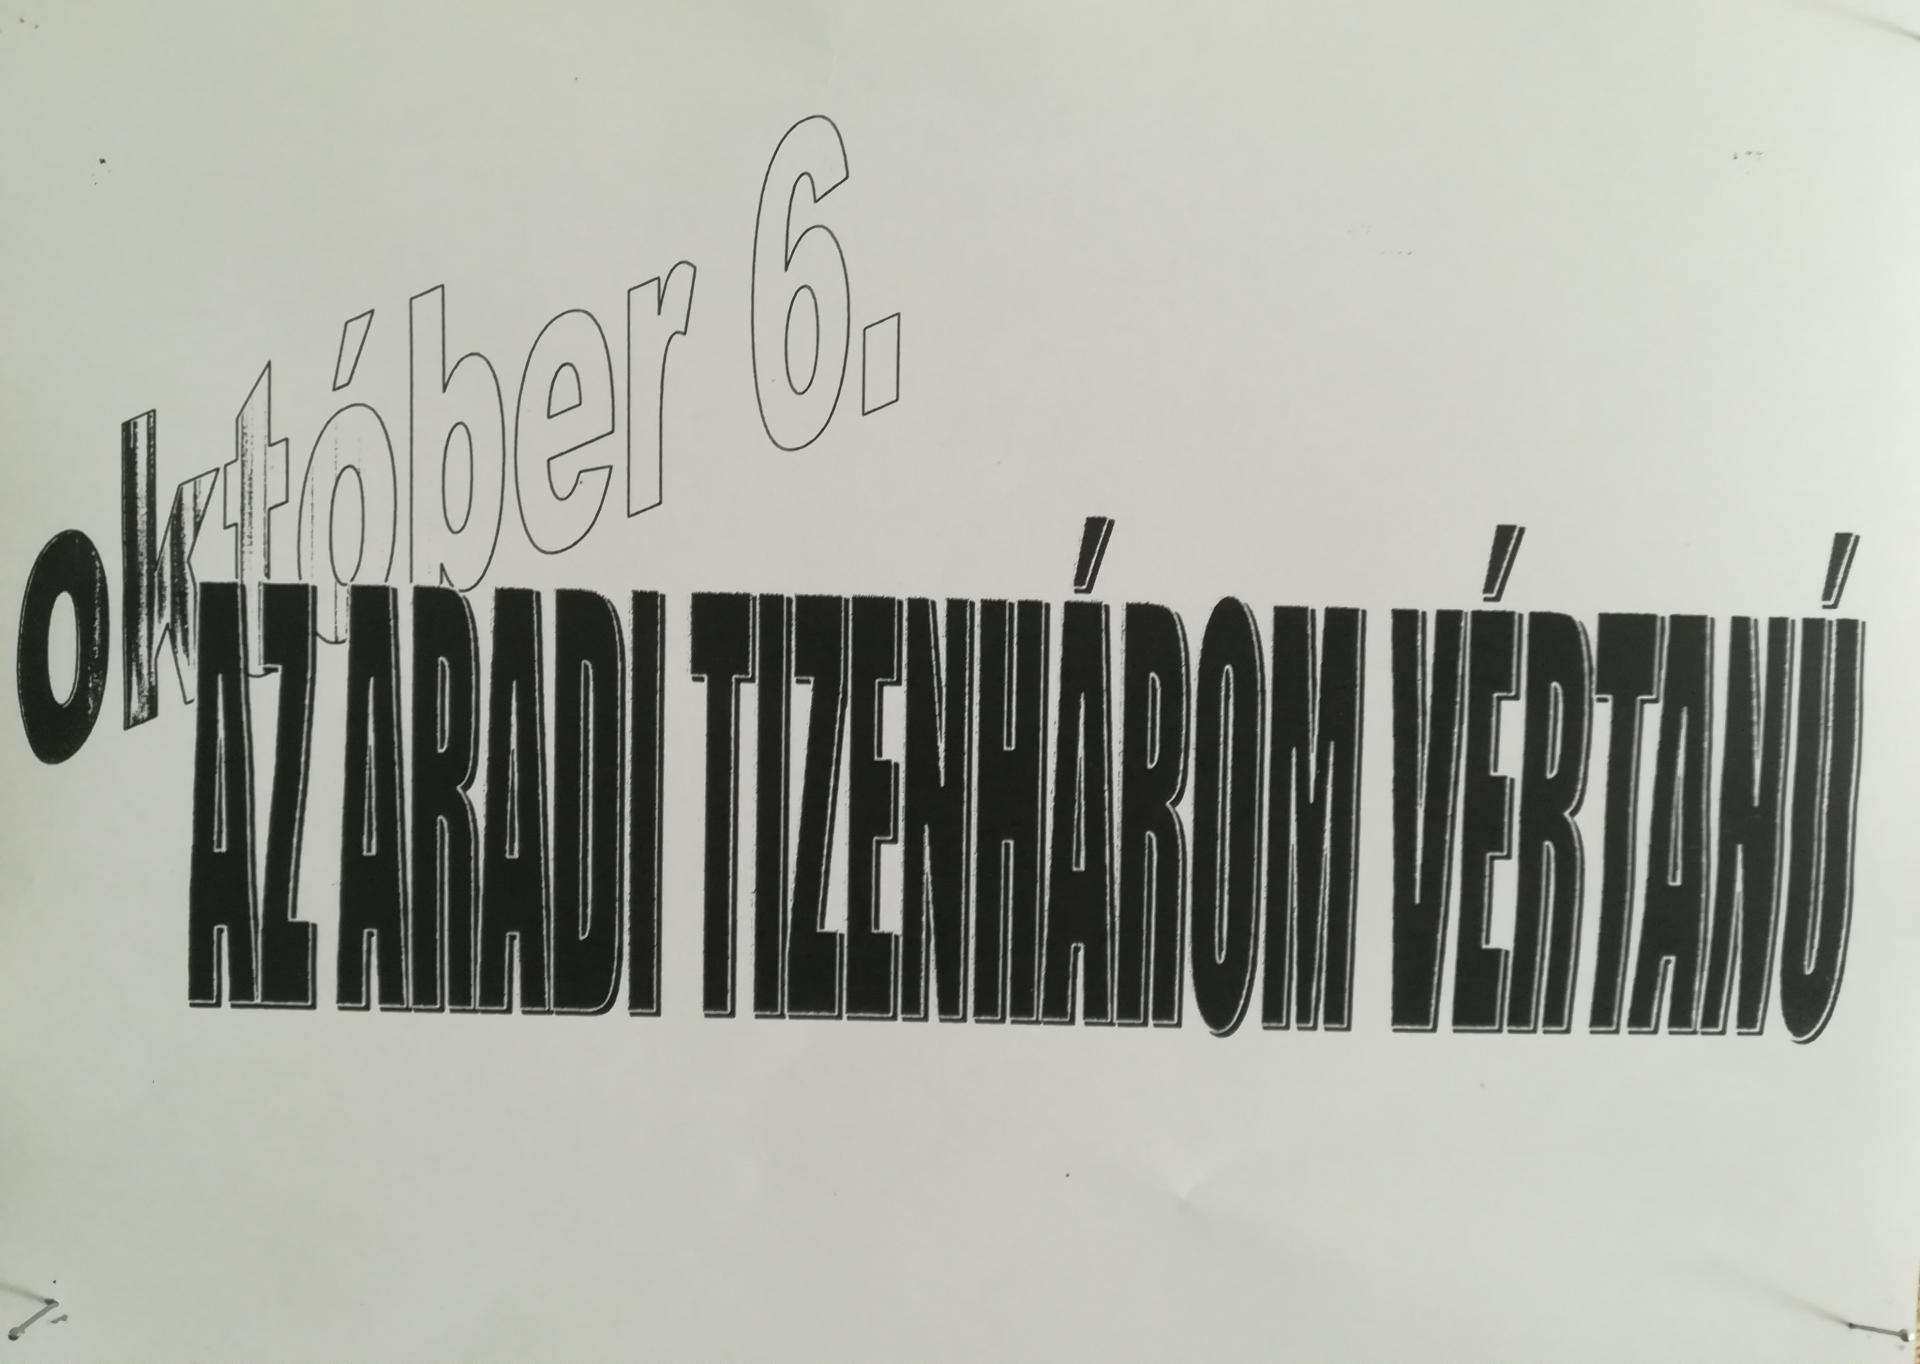 október 6.
AZ ARADI TIZENHÁROM VÉRTANÚ